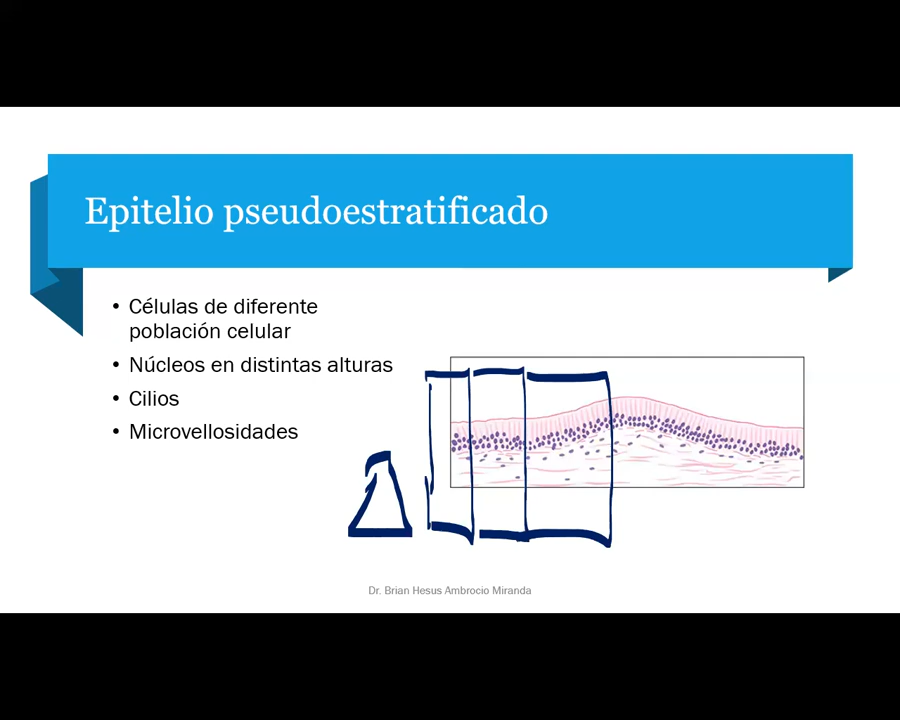 Epitelio pseudoestratificado
• Células de diferente
población celular
• Núcleos en distintas alturas
• Cilios
• Microvellosidades
Dr. Brian Hesus Ambrocio Miranda